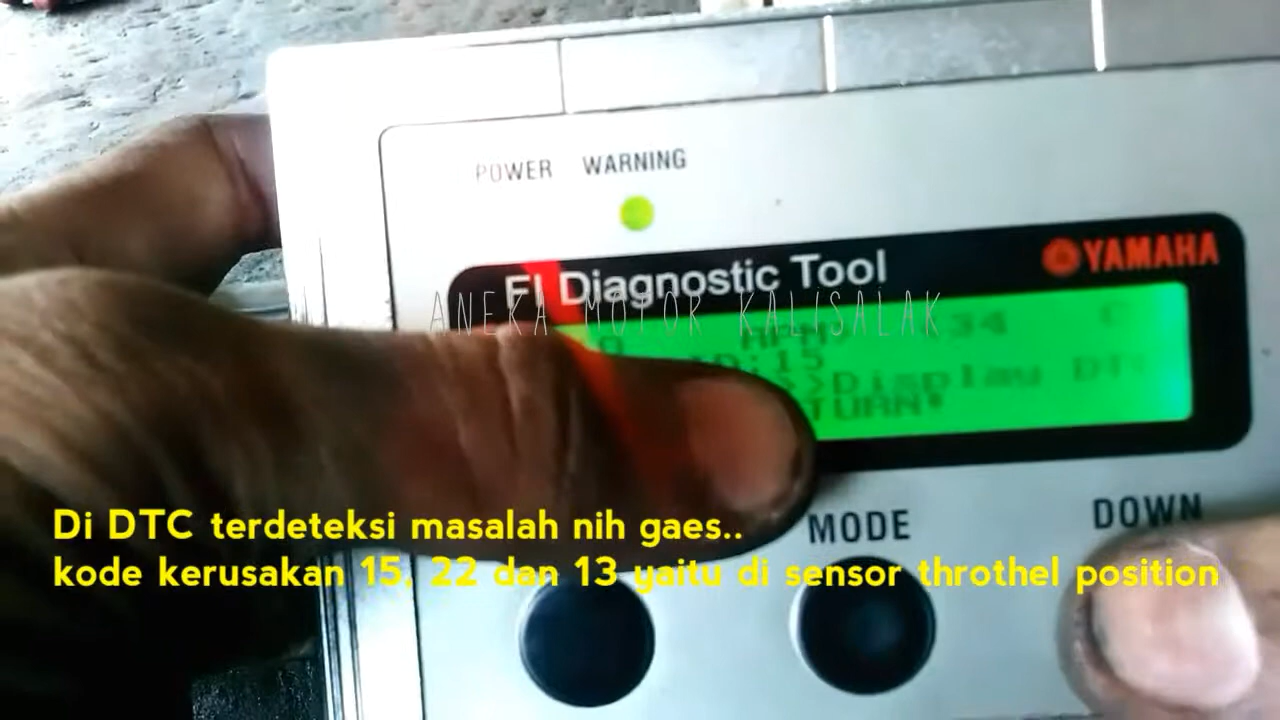 POWER WARNING
FI Diagnostic Tool
YAMAHA
ANEKA MOTOR KALISALAK
Display
MODE
DOWN
Di DTC terdeteksi masalah nih gaes..
kode kerusakan 15, 22 dan 13 yaitu di sensor throthel position